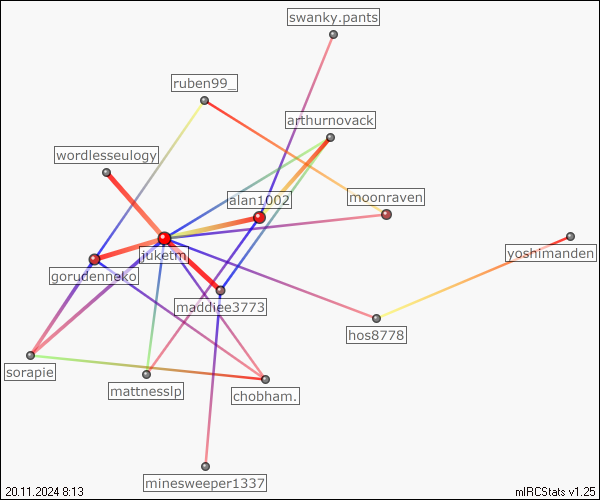 swanky.pants
ruben99_
arthurnovack
wordlesseulogy
alan1002
moonraven
juketm
yoshimanden
gorudenneko
maddiee3773
hos8778
sorapie
mattnesslp
chobham.
minesweeper1337
20.11.2024 8:13
mIRCStats v1.25